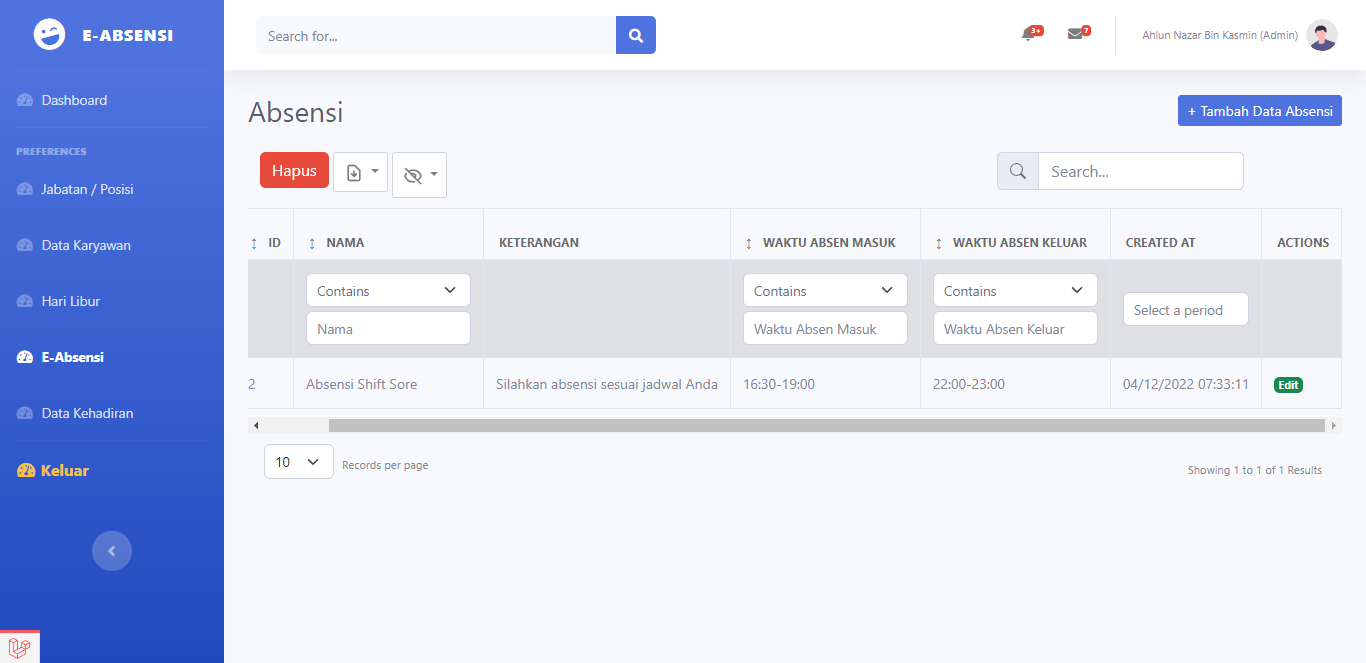 E-ABSENSI
Dashboard
PREFERENCES
Jabatan / Posisi
Data Karyawan
Hari Libur
E-Absensi
Data Kehadiran
Keluar
Search for...
3+
7
Ahlun Nazar Bin Kasmin (Admin)
Absensi
+ Tambah Data Absensi
Hapus
Search...
ID NAMA KETERANGAN WAKTU ABSEN MASUK WAKTU ABSEN KELUAR CREATED AT ACTIONS
Contains Contains Contains
Select a period
Nama Waktu Absen Masuk Waktu Absen Keluar
2 Absensi Shift Sore Silahkan absensi sesuai jadwal Anda 16:30-19:00 22:00-23:00 04/12/2022 07:33:11 Edit
10 Records per page
Showing 1 to 1 of 1 Results